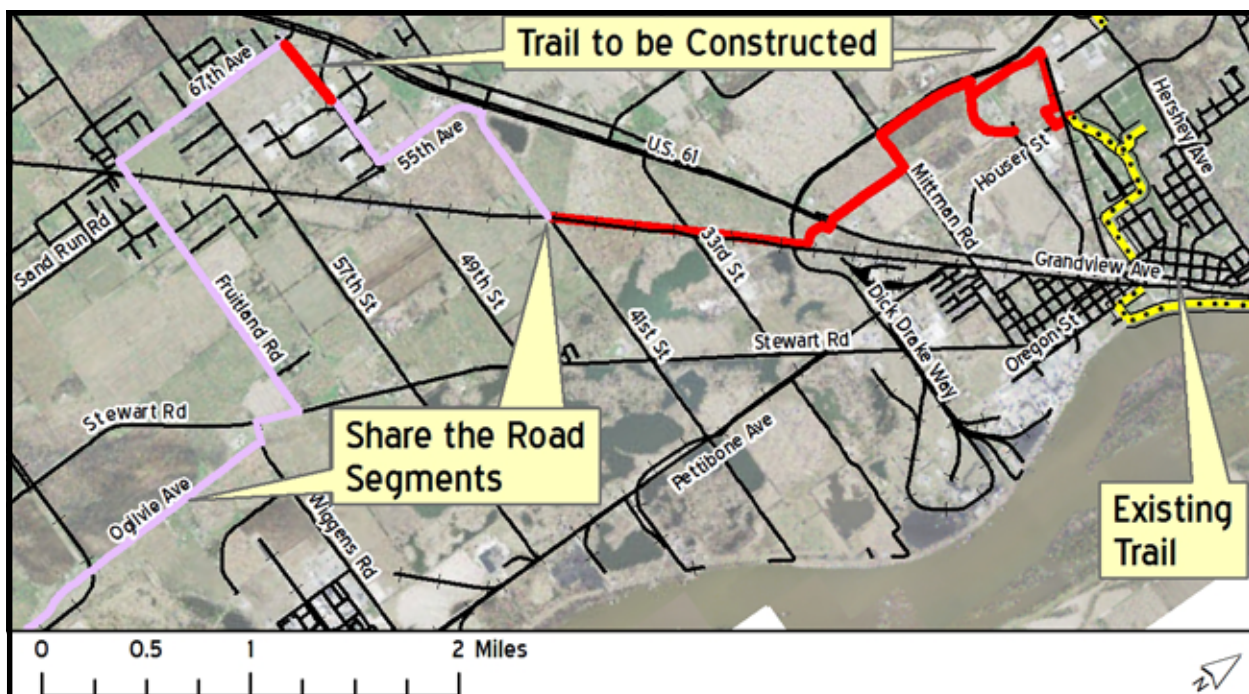 Trail to be Constructed
67th Ave
55th Ave
U.S. 61
Hershey Ave
Houser St
Mittman Rd
Sand Run Rd
33rd St
Grandview Ave
57th St
49th St
Fruitland Rd
41st St
Dick Drake Way
Stewart Rd
Oregon St
Stewart Rd
Share the Road
Segments
Pettibone Ave
Ogilvie Ave
Wiggens Rd
Existing
Trail
0 0.5 1 2 Miles
N